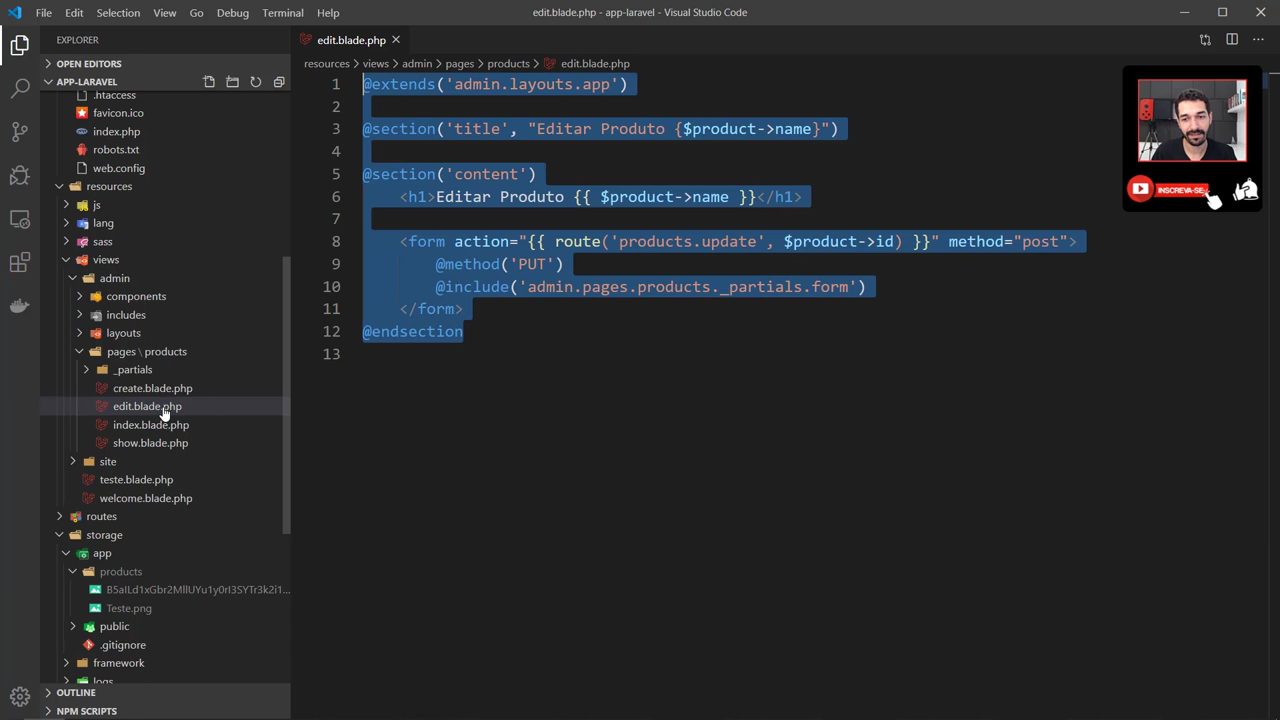 File Edit Selection View Go Debug Terminal Help
edit.blade.php - app-laravel - Visual Studio Code
EXPLORER
OPEN EDITORS
APP-LARAVEL
.htaccess
favicon.ico
index.php
robots.txt
web.config
resources
js
lang
sass
views
admin
components
includes
layouts
pages \ products
_partials
create.blade.php
edit.blade.php
index.blade.php
show.blade.php
site
teste.blade.php
welcome.blade.php
routes
storage
app
products
Teste.png
public
.gitignore
framework
logs
OUTLINE
NPM SCRIPTS
edit.blade.php
resources > views > admin > pages > products > edit.blade.php
1 @extends('admin.layouts.app')
2
3 @section('title', "Editar Produto {$product->name}")
4
5 @section('content')
6 <h1>Editar Produto {{ $product->name }}</h1>
7
8 <form action="{{ route('products.update', $product->id) }}" method="post">
9 @method('PUT')
10 @include('admin.pages.products._partials.form')
11 </form>
12 @endsection
13
INSCREVA-SE